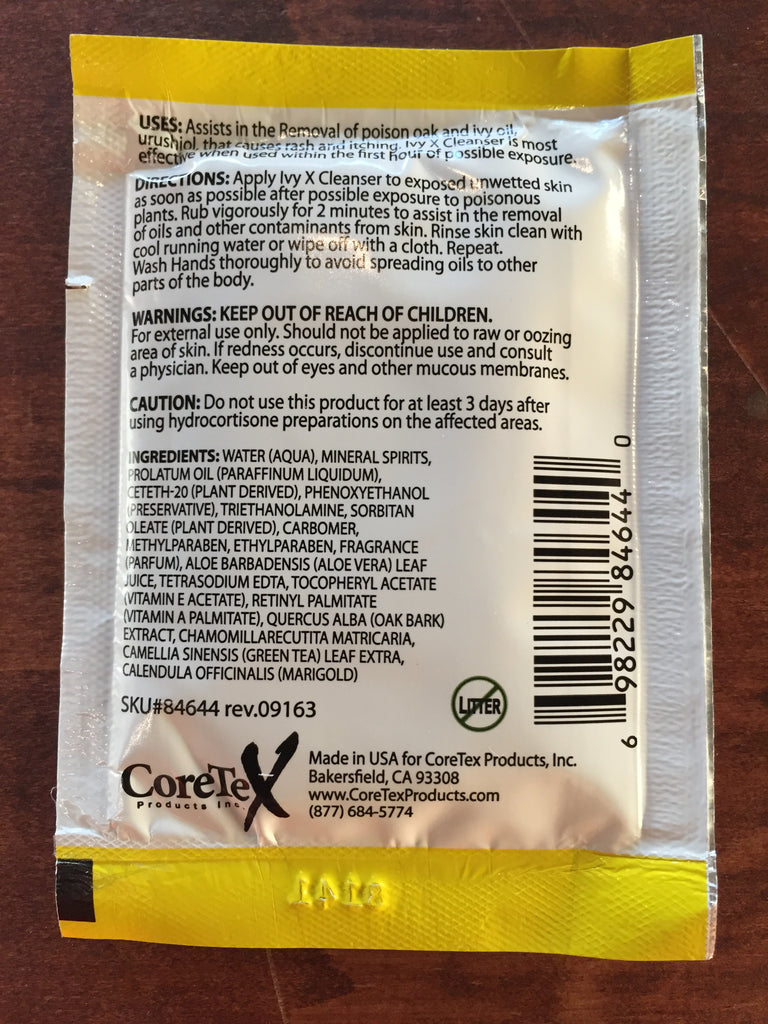 USES: Assists in the Removal of poison oak and ivy oil,
urushiol, that causes rash and itching. Ivy X Cleanser is most
effective when used within the first hour of possible exposure.
DIRECTIONS: Apply Ivy X Cleanser to exposed unwetted skin
as soon as possible after possible exposure to poisonous
plants. Rub vigorously for 2 minutes to assist in the removal
of oils and other contaminants from skin. Rinse skin clean with
cool running water or wipe off with a cloth. Repeat.
Wash Hands thoroughly to avoid spreading oils to other
parts of the body.
WARNINGS: KEEP OUT OF REACH OF CHILDREN.
For external use only. Should not be applied to raw or oozing
area of skin. If redness occurs, discontinue use and consult
a physician. Keep out of eyes and other mucous membranes.
CAUTION: Do not use this product for at least 3 days after
using hydrocortisone preparations on the affected areas.
INGREDIENTS: WATER (AQUA), MINERAL SPIRITS,
PROLATUM OIL (PARAFFINUM LIQUIDUM),
CETETH-20 (PLANT DERIVED), PHENOXYETHANOL
(PRESERVATIVE), TRIETHANOLAMINE, SORBITAN
OLEATE (PLANT DERIVED), CARBOMER,
METHYLPARABEN, ETHYLPARABEN, FRAGRANCE
(PARFUM), ALOE BARBADENSIS (ALOE VERA) LEAF
JUICE, TETRASODIUM EDTA, TOCOPHERYL ACETATE
(VITAMIN E ACETATE), RETINYL PALMITATE
(VITAMIN A PALMITATE), QUERCUS ALBA (OAK BARK)
EXTRACT, CHAMOMILLARECUTITA MATRICARIA,
CAMELLIA SINENSIS (GREEN TEA) LEAF EXTRA,
CALENDULA OFFICINALIS (MARIGOLD)
SKU#84644 rev.09163
LITTER
6 98229 84644 0
CoreTeX
Products Inc.
Made in USA for CoreTex Products, Inc.
Bakersfield, CA 93308
www.CoreTexProducts.com
(877) 684-5774
8141